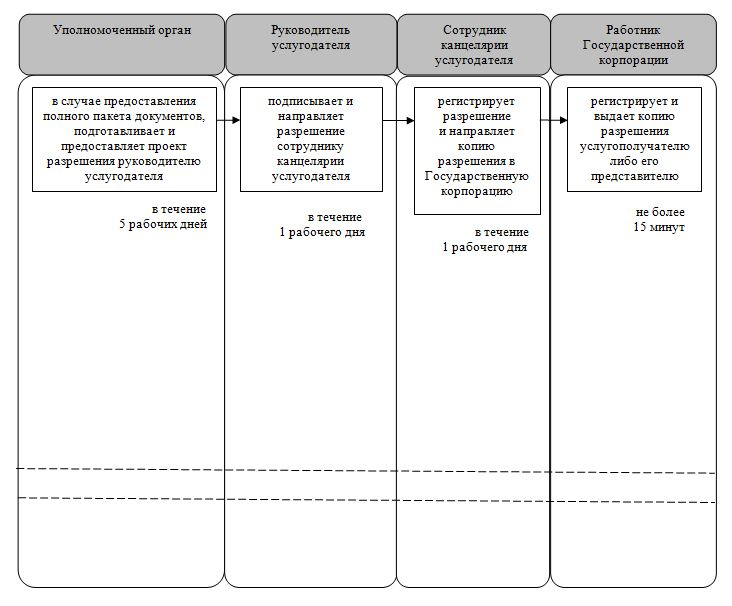 Уполномоченный орган
Руководитель
услугодателя
Сотрудник
канцелярии
услугодателя
Работник
Государственной
корпорации
в случае предоставления
полного пакета документов,
подготавливает и
предоставляет проект
разрешения руководителю
услугодателя
в течение
5 рабочих дней
подписывает и
направляет
разрешение
сотруднику
канцелярии
услугодателя
в течение
1 рабочего дня
регистрирует
разрешение
и направляет
копию
разрешения в
Государственную
корпорацию
в течение
1 рабочего дня
регистрирует и
выдает копию
разрешения
услугополучателю
либо его
представителю
не более
15 минут